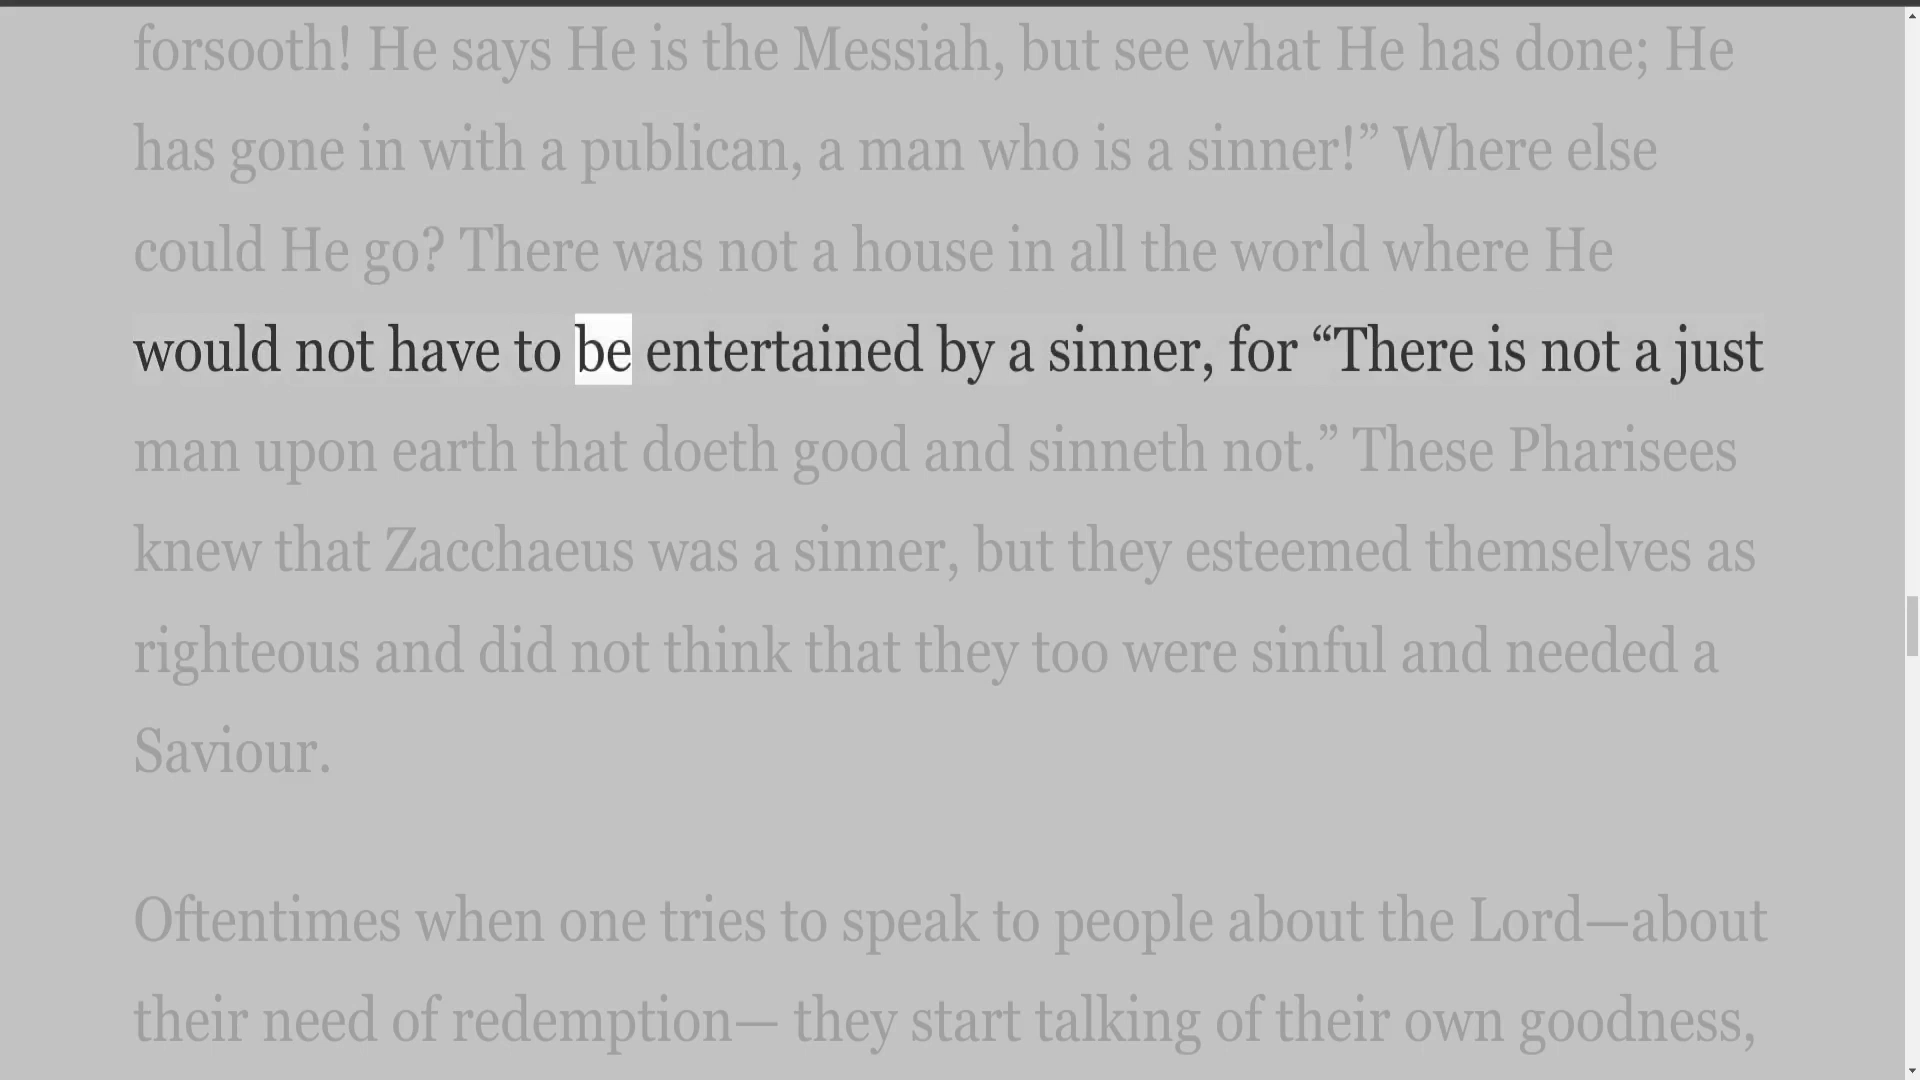 forsooth! He says He is the Messiah, but see what He has done; He
has gone in with a publican, a man who is a sinner!” Where else
could He go? There was not a house in all the world where He
would not have to be entertained by a sinner, for “There is not a just
man upon earth that doeth good and sinneth not.” These Pharisees
knew that Zacchaeus was a sinner, but they esteemed themselves as
righteous and did not think that they too were sinful and needed a
Saviour.
Oftentimes when one tries to speak to people about the Lord—about
their need of redemption— they start talking of their own goodness,